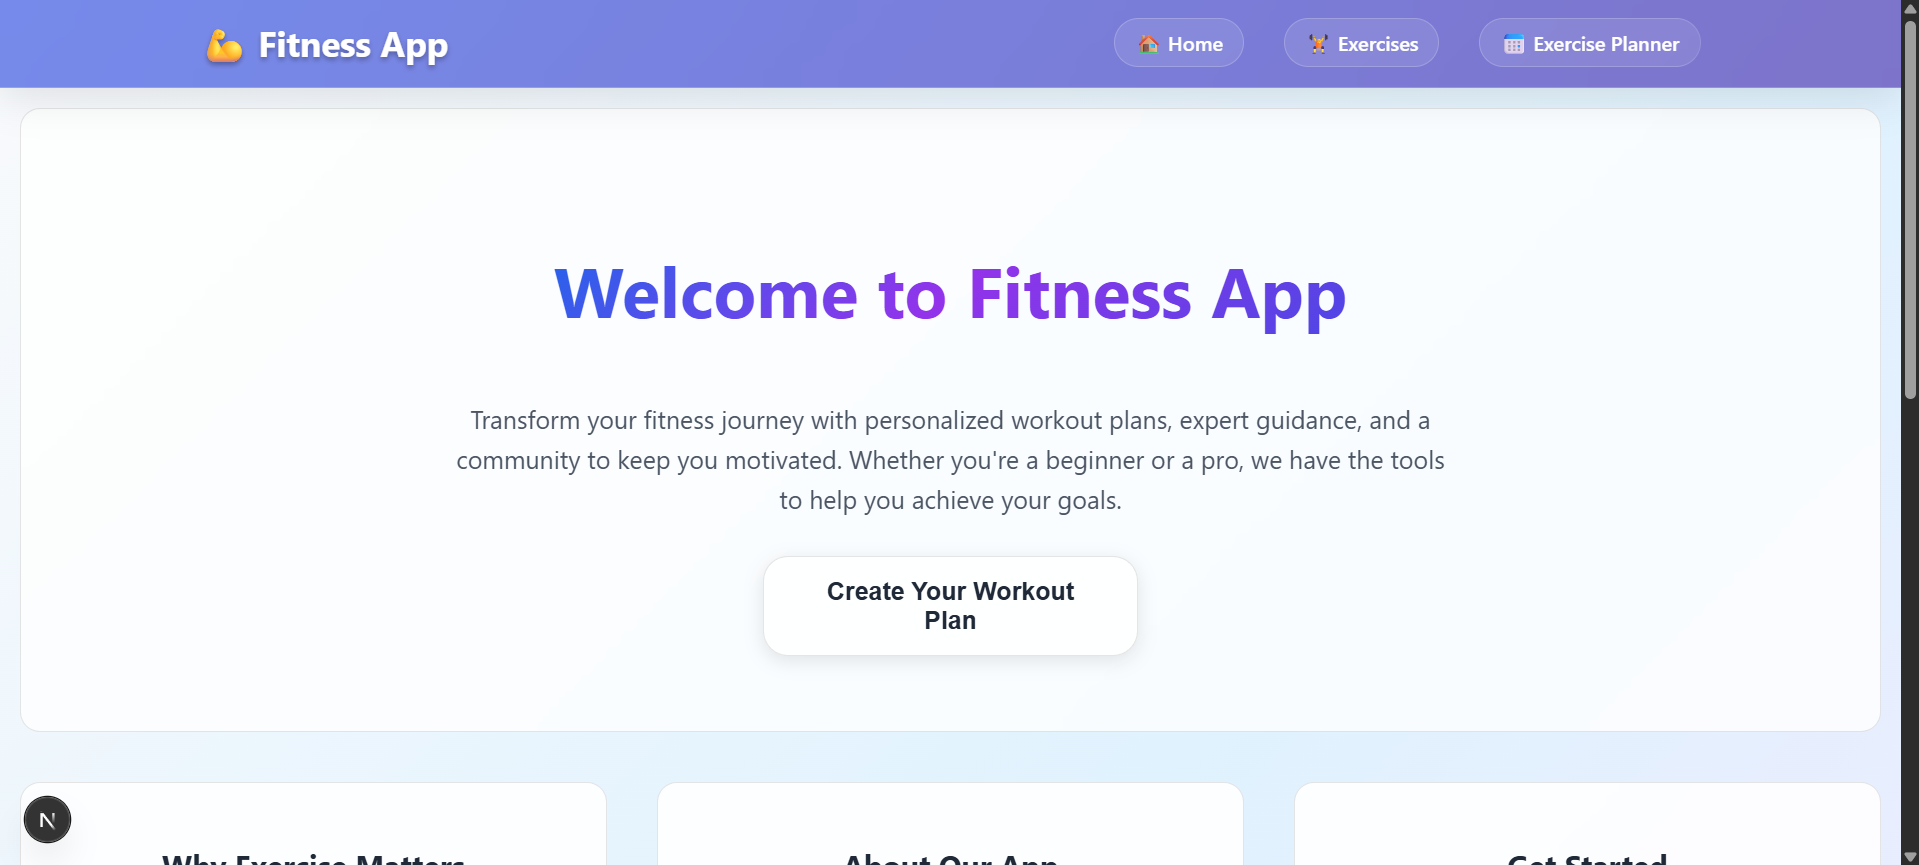 Fitness App
Home
Exercises
Exercise Planner
Welcome to Fitness App
Transform your fitness journey with personalized workout plans, expert guidance, and a
community to keep you motivated. Whether you're a beginner or a pro, we have the tools
to help you achieve your goals.
Create Your Workout
Plan
N
Why Exercise Matters
About Our App
Get Started